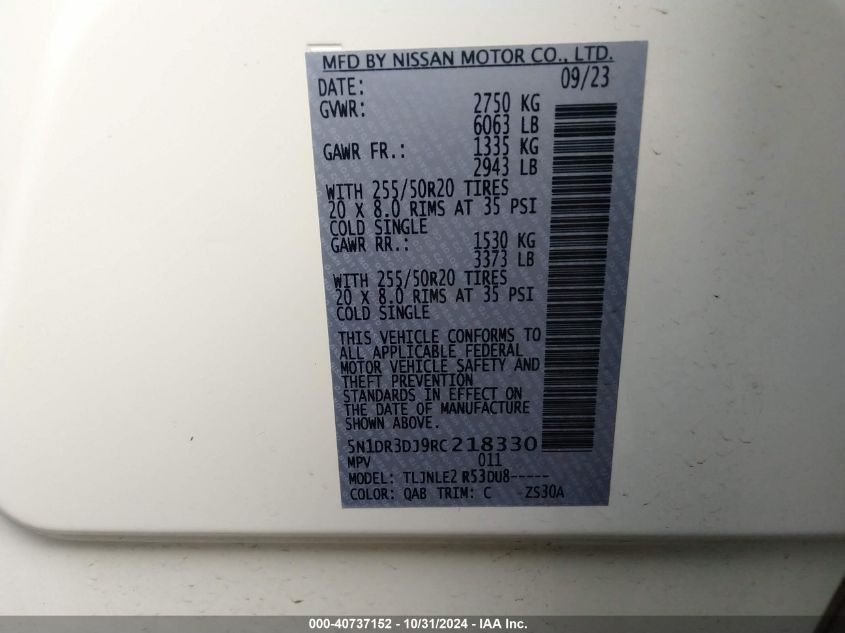 MFD BY NISSAN MOTOR CO., LTD.
DATE: 09/23
GVWR: 2750 KG
6063 LB
GAWR FR.: 1335 KG
2943 LB
WITH 255/50R20 TIRES
20 X 8.0 RIMS AT 35 PSI
COLD SINGLE
GAWR RR.: 1530 KG
3373 LB
WITH 255/50R20 TIRES
20 X 8.0 RIMS AT 35 PSI
COLD SINGLE
THIS VEHICLE CONFORMS TO
ALL APPLICABLE FEDERAL
MOTOR VEHICLE SAFETY AND
THEFT PREVENTION
STANDARDS IN EFFECT ON
THE DATE OF MANUFACTURE
SHOWN ABOVE.
5N1DR3DJ9RC218330
MPV 011
MODEL: TLJNLE2 R53DU8-----
COLOR: QAB TRIM: C -ZS30A
000-40737152 - 10/31/2024 - IAA Inc.